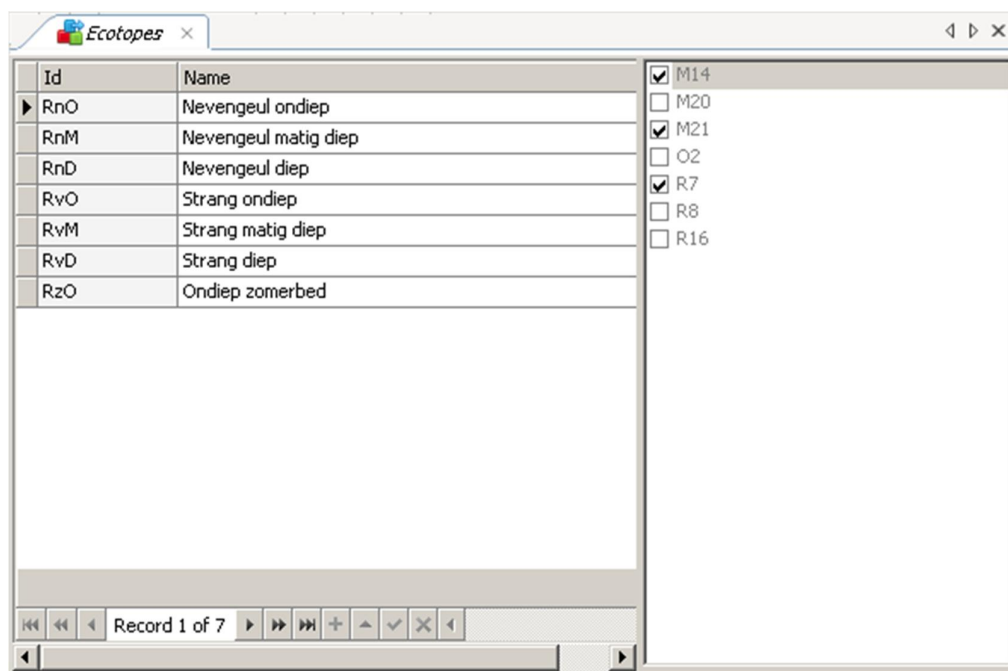 Ecotopes
Id Name
RnO Nevengeul ondiep
RnM Nevengeul matig diep
RnD Nevengeul diep
RvO Strang ondiep
RvM Strang matig diep
RvD Strang diep
RzO Ondiep zomerbed
Record 1 of 7
M14
M20
M21
O2
R7
R8
R16